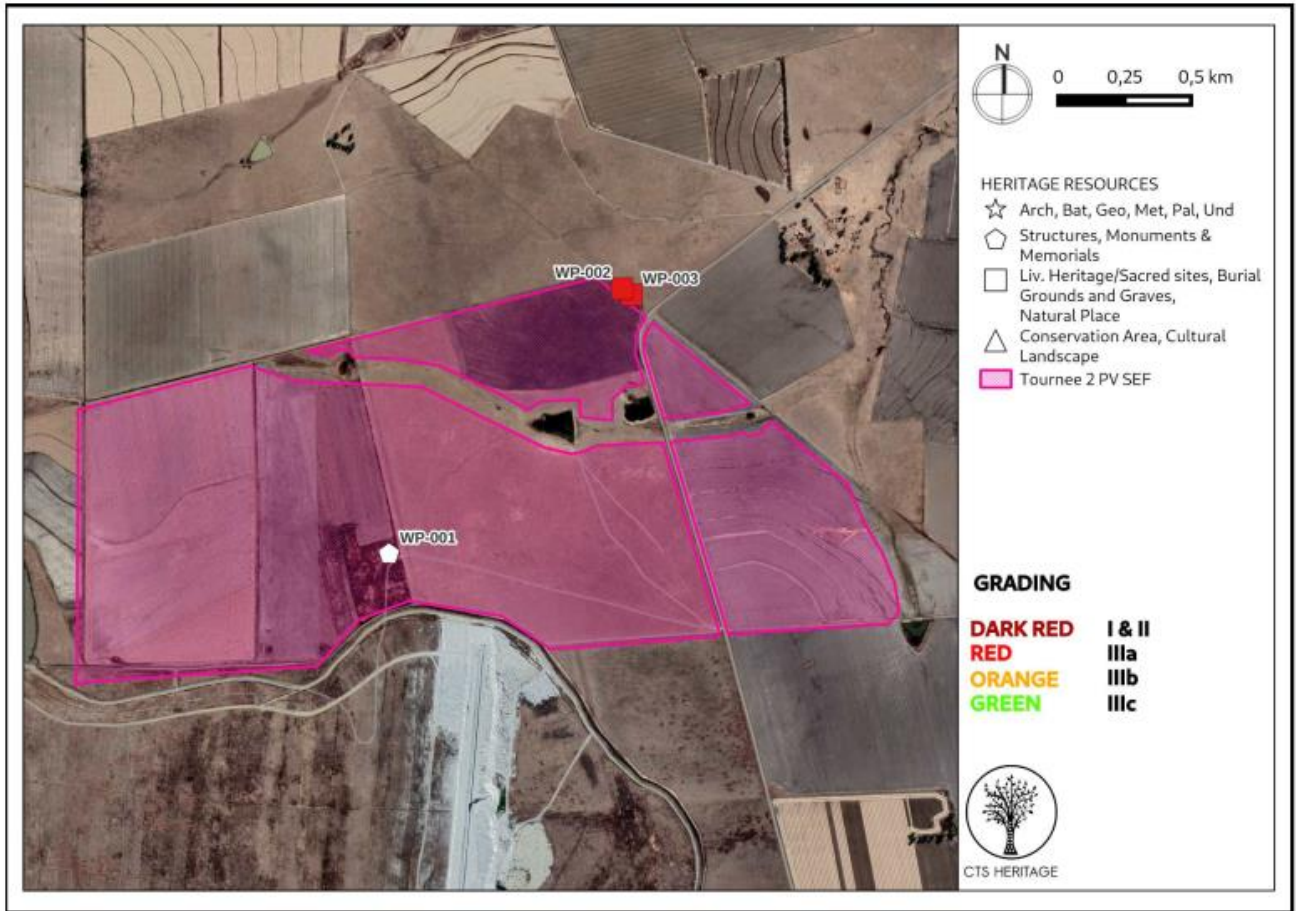 N
0 0,25 0,5 km
HERITAGE RESOURCES
Arch, Bat, Geo, Met, Pal, Und
Structures, Monuments &
Memorials
Liv. Heritage/Sacred sites, Burial
Grounds and Graves,
Natural Place
Conservation Area, Cultural
Landscape
Tournee 2 PV SEF
WP-002
WP-003
WP-001
GRADING
DARK RED I & II
RED IIIa
ORANGE IIIb
GREEN IIIc
CTS HERITAGE